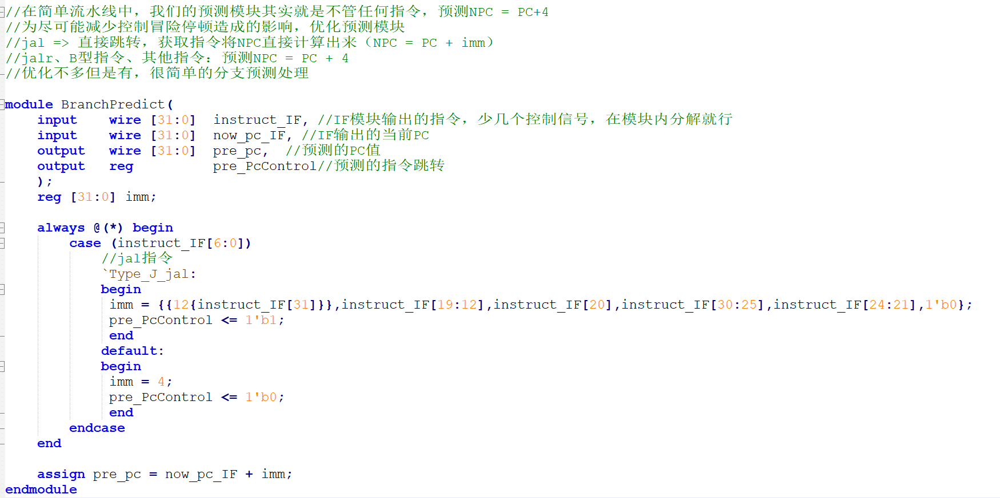 //在简单流水线中，我们的预测模块其实就是不管任何指令，预测NPC = PC+4
//为尽可能减少控制冒险停顿造成的影响，优化预测模块
//jal => 直接跳转，获取指令将NPC直接计算出来（NPC = PC + imm）
//jalr、B型指令、其他指令：预测NPC = PC + 4
//优化不多但是有，很简单的分支预测处理
module BranchPredict(
input wire [31:0] instruct_IF, //IF模块输出的指令，少几个控制信号，在模块内分解就行
input wire [31:0] now_pc_IF, //IF输出的当前PC
output wire [31:0] pre_pc, //预测的PC值
output reg pre_PcControl//预测的指令跳转
);
reg [31:0] imm;
always @(*) begin
case (instruct_IF[6:0])
//jal指令
`Type_J_jal:
begin
imm = {{12{instruct_IF[31]}},instruct_IF[19:12],instruct_IF[20],instruct_IF[30:25],instruct_IF[24:21],1'b0};
pre_PcControl <= 1'b1;
end
default:
begin
imm = 4;
pre_PcControl <= 1'b0;
end
endcase
end
assign pre_pc = now_pc_IF + imm;
endmodule